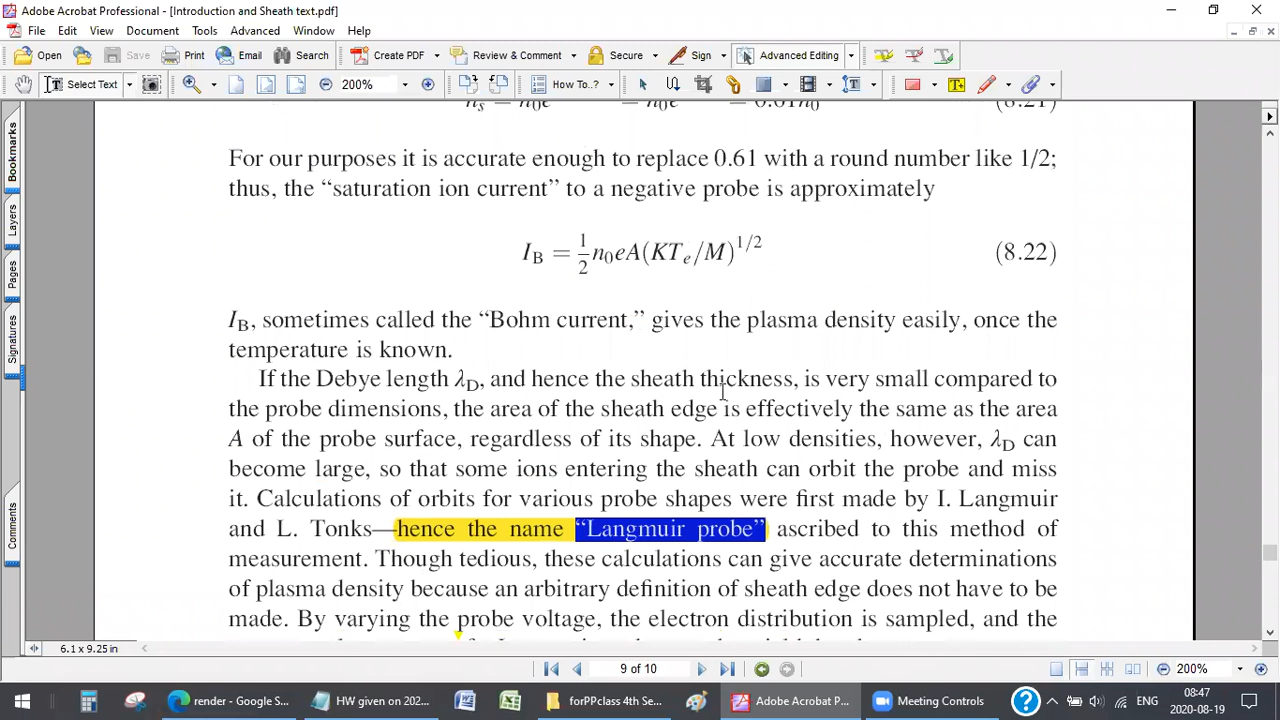 Adobe Acrobat Professional - [Introduction and Sheath text.pdf]
File Edit View Document Tools Advanced Window Help
Open Save Print Email Search Create PDF Review & Comment Secure Sign Advanced Editing
Select Text 200% How To..?
Bookmarks
Layers
Pages
Signatures
Comments
(8.21)
For our purposes it is accurate enough to replace 0.61 with a round number like 1/2;
thus, the “saturation ion current” to a negative probe is approximately
I_B = 1/2 n₀eA(KTₑ/M)^1/2 (8.22)
I_B, sometimes called the “Bohm current,” gives the plasma density easily, once the
temperature is known.
If the Debye length λ_D, and hence the sheath thickness, is very small compared to
the probe dimensions, the area of the sheath edge is effectively the same as the area
A of the probe surface, regardless of its shape. At low densities, however, λ_D can
become large, so that some ions entering the sheath can orbit the probe and miss
it. Calculations of orbits for various probe shapes were first made by I. Langmuir
and L. Tonks—hence the name “Langmuir probe” ascribed to this method of
measurement. Though tedious, these calculations can give accurate determinations
of plasma density because an arbitrary definition of sheath edge does not have to be
made. By varying the probe voltage, the electron distribution is sampled, and the
6.1 x 9.25 in
9 of 10 200%
render - Google S... HW given on 202... forPPclass 4th Se... Adobe Acrobat P... Meeting Controls ENG 08:47
2020-08-19